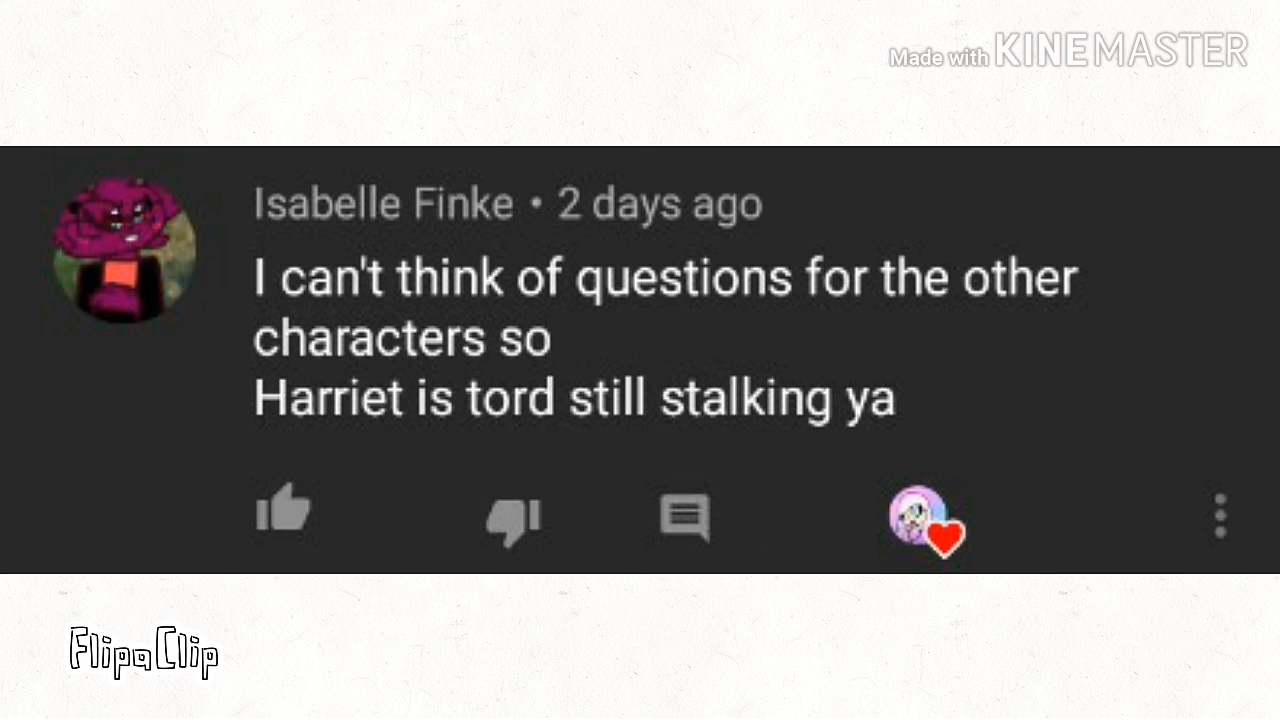 Made with KINEMASTER
Isabelle Finke • 2 days ago
I can't think of questions for the other
characters so
Harriet is tord still stalking ya
FlipaClip